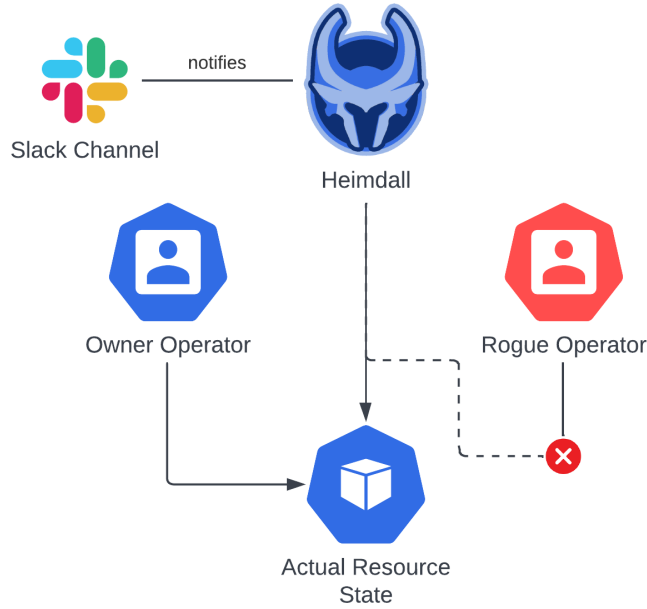 notifies
Slack Channel
Heimdall
Owner Operator
Rogue Operator
Actual Resource
State